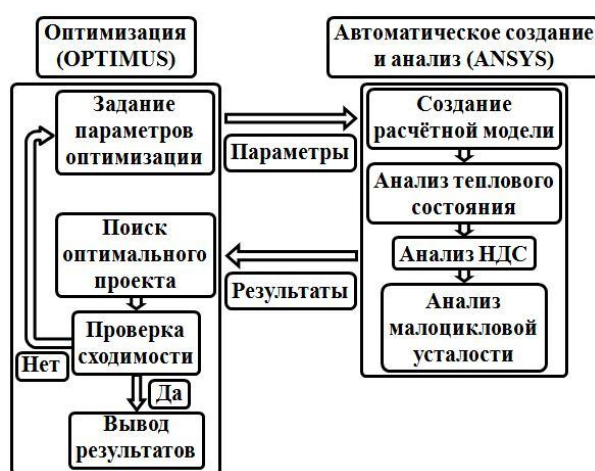 Оптимизация
(OPTIMUS)
Автоматическое создание
и анализ (ANSYS)
Задание
параметров
оптимизации
Параметры
Создание
расчётной модели
Анализ теплового
состояния
Анализ НДС
Анализ
малоцикловой
усталости
Результаты
Поиск
оптимального
проекта
Проверка
сходимости
Нет
Да
Вывод
результатов